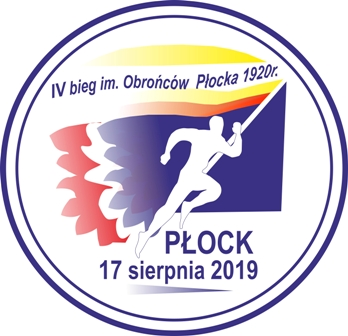 IV bieg im. Obrońców Płocka 1920r.
PŁOCK
17 sierpnia 2019